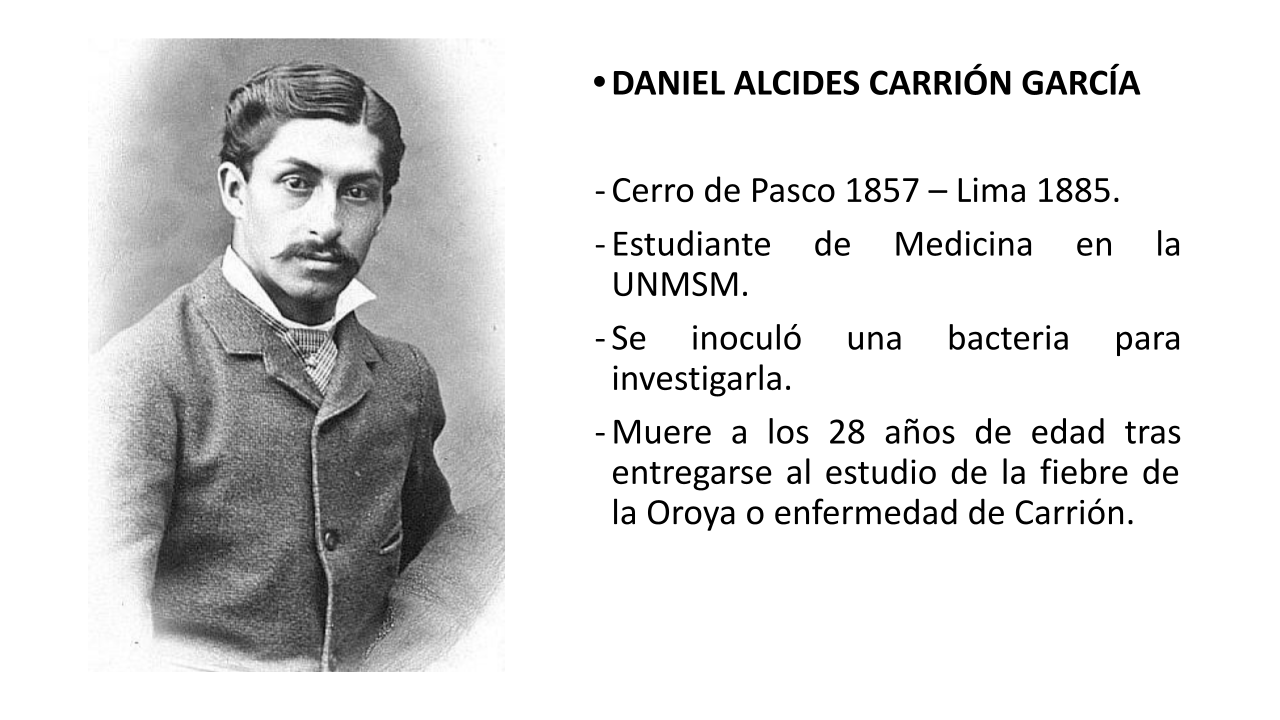 •DANIEL ALCIDES CARRIÓN GARCÍA
-Cerro de Pasco 1857 – Lima 1885.
-Estudiante de Medicina en la
UNMSM.
-Se inoculó una bacteria para
investigarla.
-Muere a los 28 años de edad tras
entregarse al estudio de la fiebre de
la Oroya o enfermedad de Carrión.